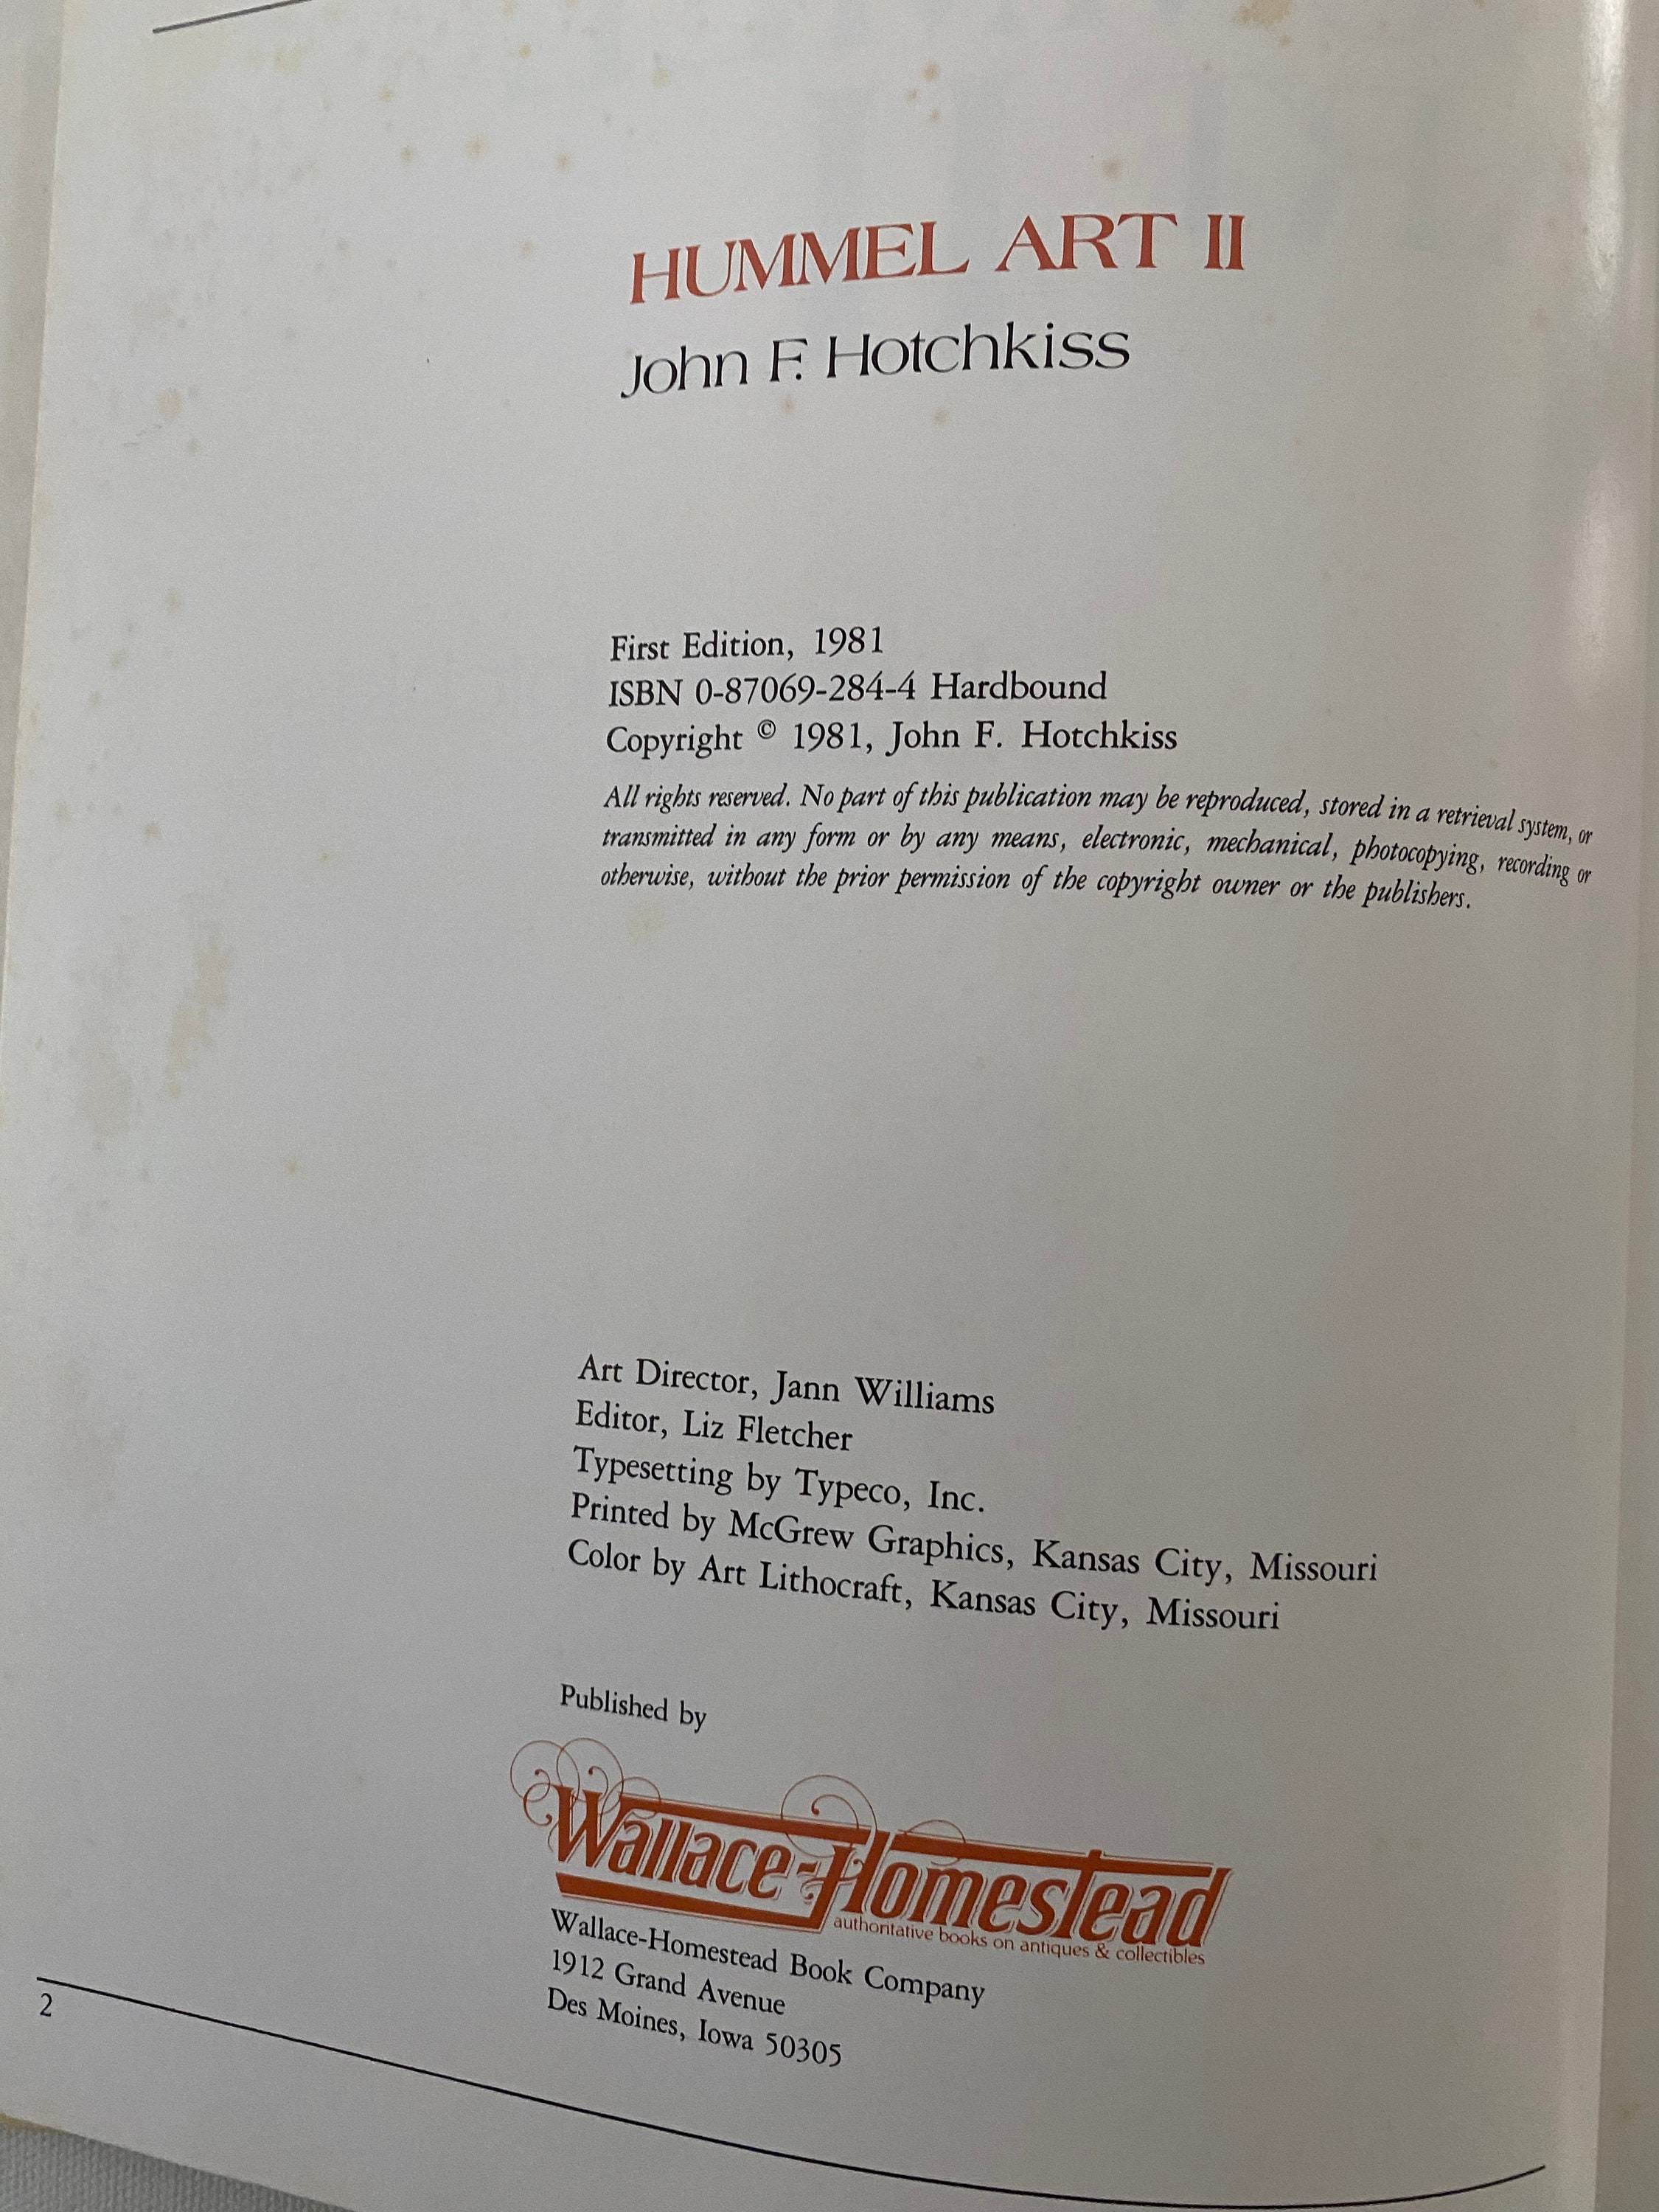 HUMMEL ART II
John F. Hotchkiss
First Edition, 1981
ISBN 0-87069-284-4 Hardbound
Copyright © 1981, John F. Hotchkiss
All rights reserved. No part of this publication may be reproduced, stored in a retrieval system, or
transmitted in any form or by any means, electronic, mechanical, photocopying, recording or
otherwise, without the prior permission of the copyright owner or the publishers.
Art Director, Jann Williams
Editor, Liz Fletcher
Typesetting by Typeco, Inc.
Printed by McGrew Graphics, Kansas City, Missouri
Color by Art Lithocraft, Kansas City, Missouri
Published by
Wallace-Homestead
authoritative books on antiques & collectibles
Wallace-Homestead Book Company
1912 Grand Avenue
Des Moines, Iowa 50305
2